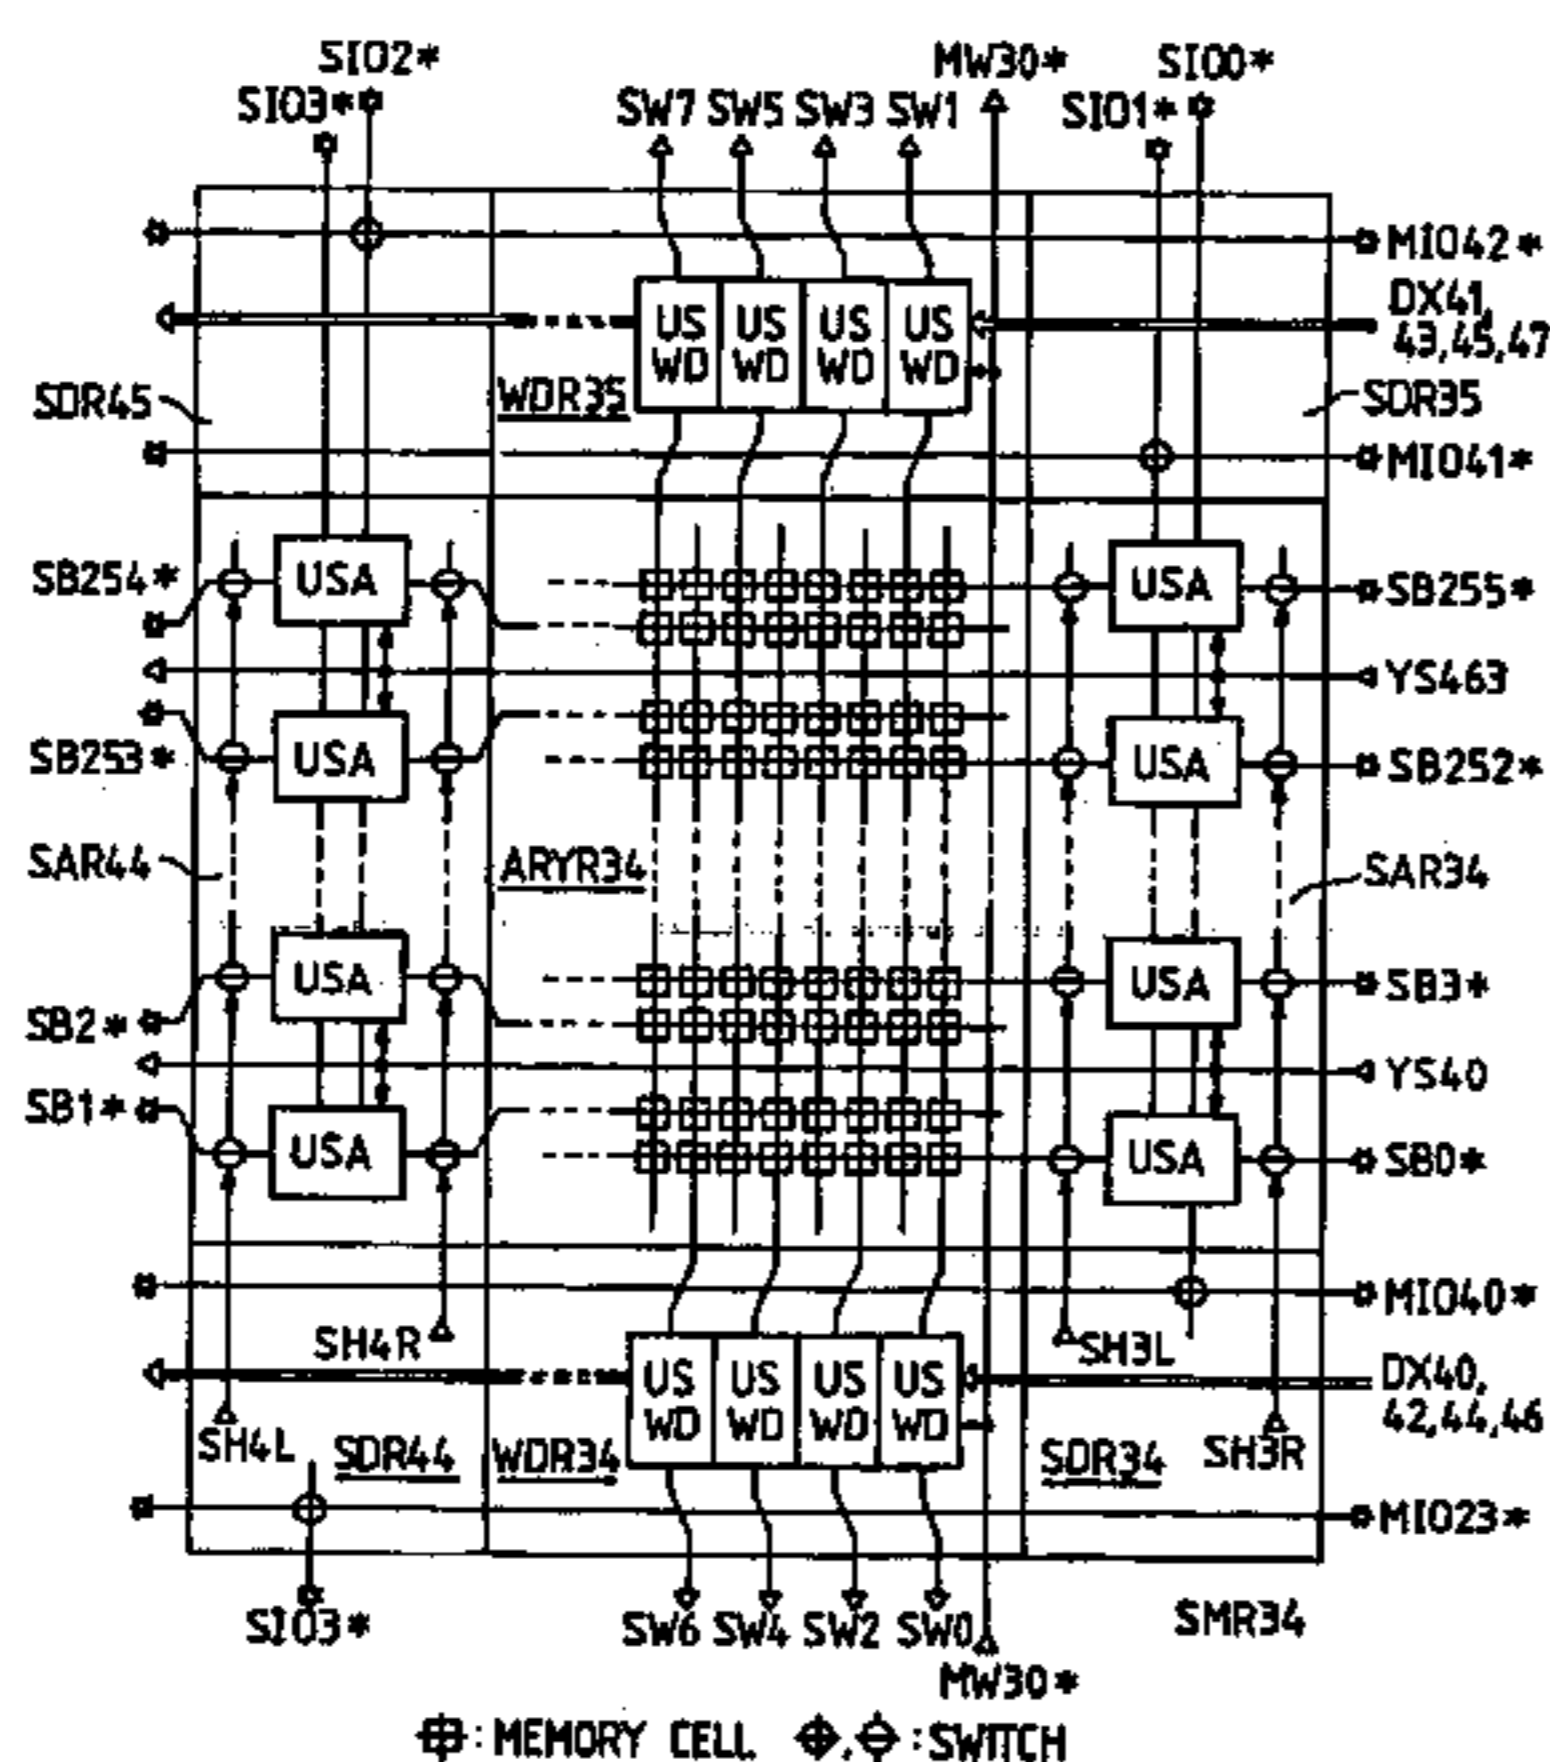 SIO2*
MW30*
SIO0*
SIO3*
SW7
SW5
SW3
SW1
SIO1*
MIO42*
DX41,
43,45,47
US
WD
US
WD
US
WD
US
WD
SDR45
WDR35
SDR35
MIO41*
SB254*
USA
USA
SB255*
YS463
SB253*
USA
USA
SB252*
SAR44
ARYR34
SAR34
USA
USA
SB3*
SB2*
YS40
SB1*
USA
USA
SB0*
MIO40*
SH4R
SH3L
US
WD
US
WD
US
WD
US
WD
DX40,
42,44,46
SH4L
SDR44
WDR34
SDR34
SH3R
MIO23*
SIO3*
SW6
SW4
SW2
SW0
SMR34
MW30*
: MEMORY CELL
, : SWITCH